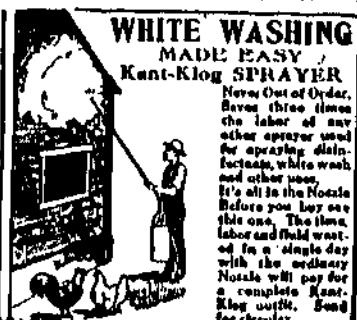 WHITE WASHING
MADE EASY
Kant-Klog SPRAYER
Never Out of Order,
Saves three times
the labor of any
other sprayer used
for spraying disin-
fectants, white wash
and other uses.
It's all in the Nozzle
Before you buy see
this one. The time,
labor and fluid wast-
ed in a single day
with the ordinary
Nozzle will pay for
a complete Kant-
Klog outfit. Send
for circular